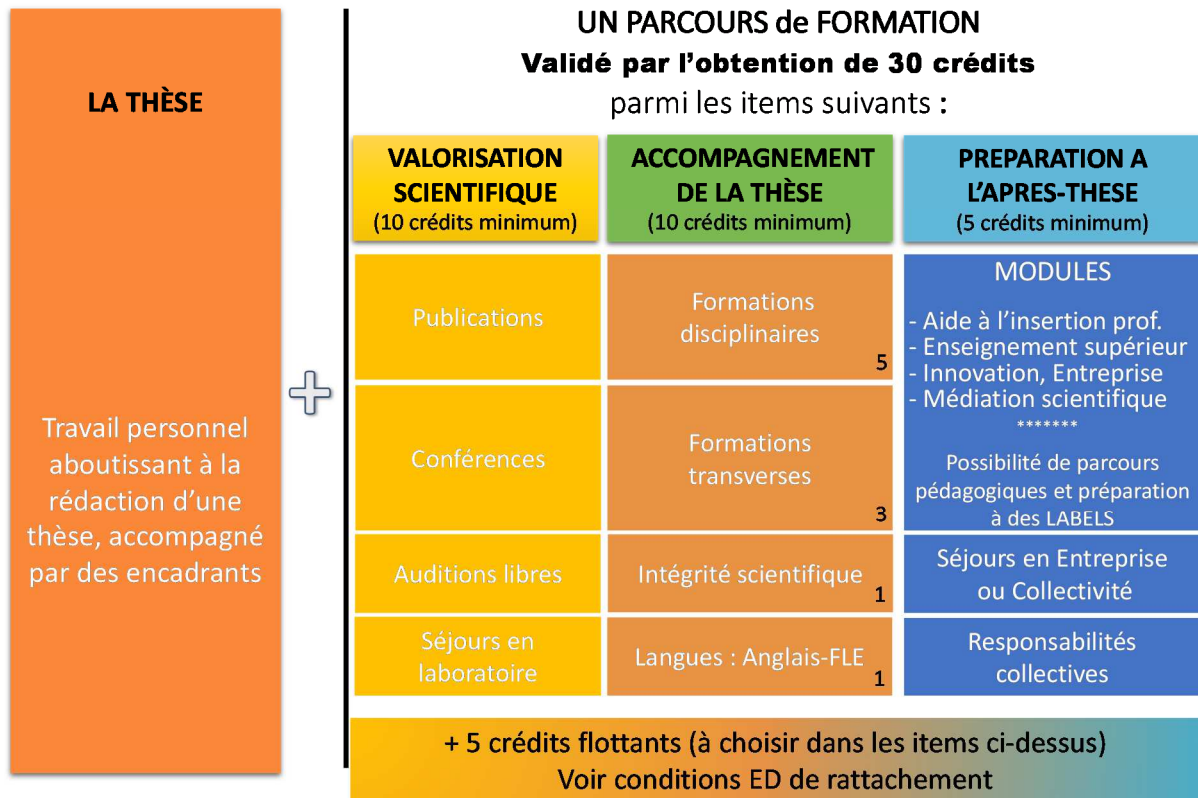 LA THÈSE
Travail personnel
aboutissant à la
rédaction d'une
thèse, accompagné
par des encadrants
UN PARCOURS de FORMATION
Validé par l'obtention de 30 crédits
parmi les items suivants :
VALORISATION
SCIENTIFIQUE
(10 crédits minimum)
Publications
Conférences
Auditions libres
Séjours en
laboratoire
ACCOMPAGNEMENT
DE LA THÈSE
(10 crédits minimum)
Formations
disciplinaires
5
Formations
transverses
3
Intégrité scientifique
1
Langues : Anglais-FLE
1
PREPARATION A
L'APRES-THESE
(5 crédits minimum)
MODULES
- Aide à l'insertion prof.
- Enseignement supérieur
- Innovation, Entreprise
- Médiation scientifique
*******
Possibilité de parcours
pédagogiques et préparation
à des LABELS
Séjours en Entreprise
ou Collectivité
Responsabilités
collectives
+ 5 crédits flottants (à choisir dans les items ci-dessus)
Voir conditions ED de rattachement